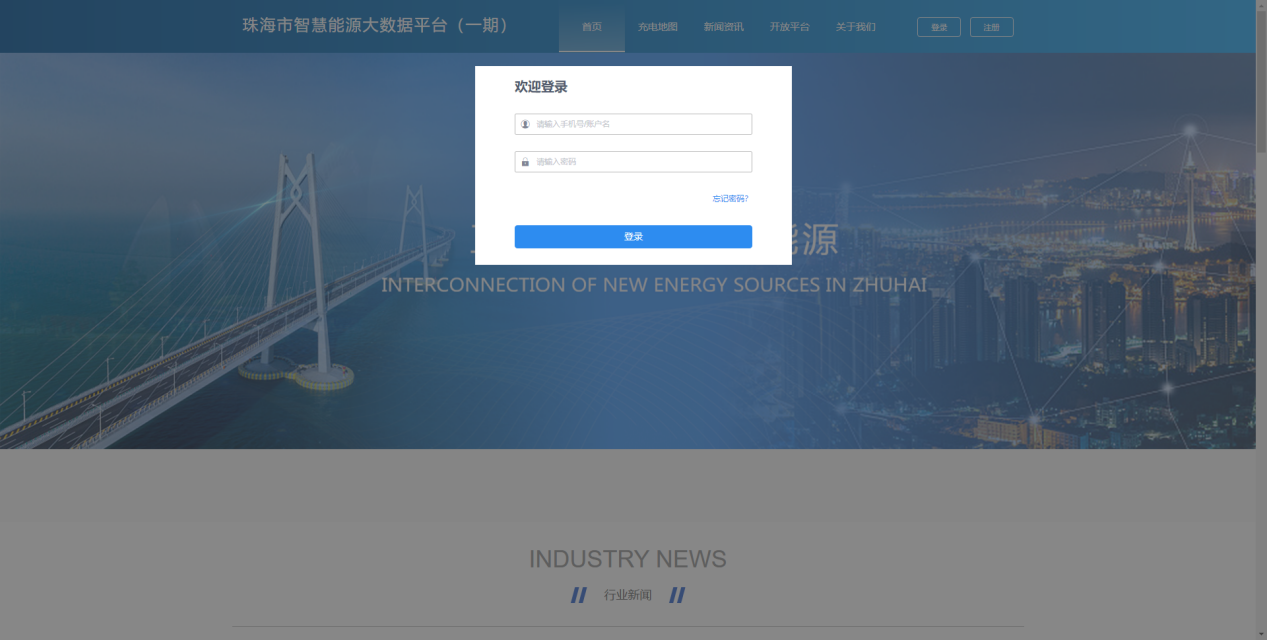 珠海市智慧能源大数据平台（一期）
首页
充电地图
新闻资讯
开放平台
关于我们
登录
注册
欢迎登录
请输入手机号/账户名
请输入密码
忘记密码?
登录
源
INTERCONNECTION OF NEW ENERGY SOURCES IN ZHUHAI
INDUSTRY NEWS
行业新闻